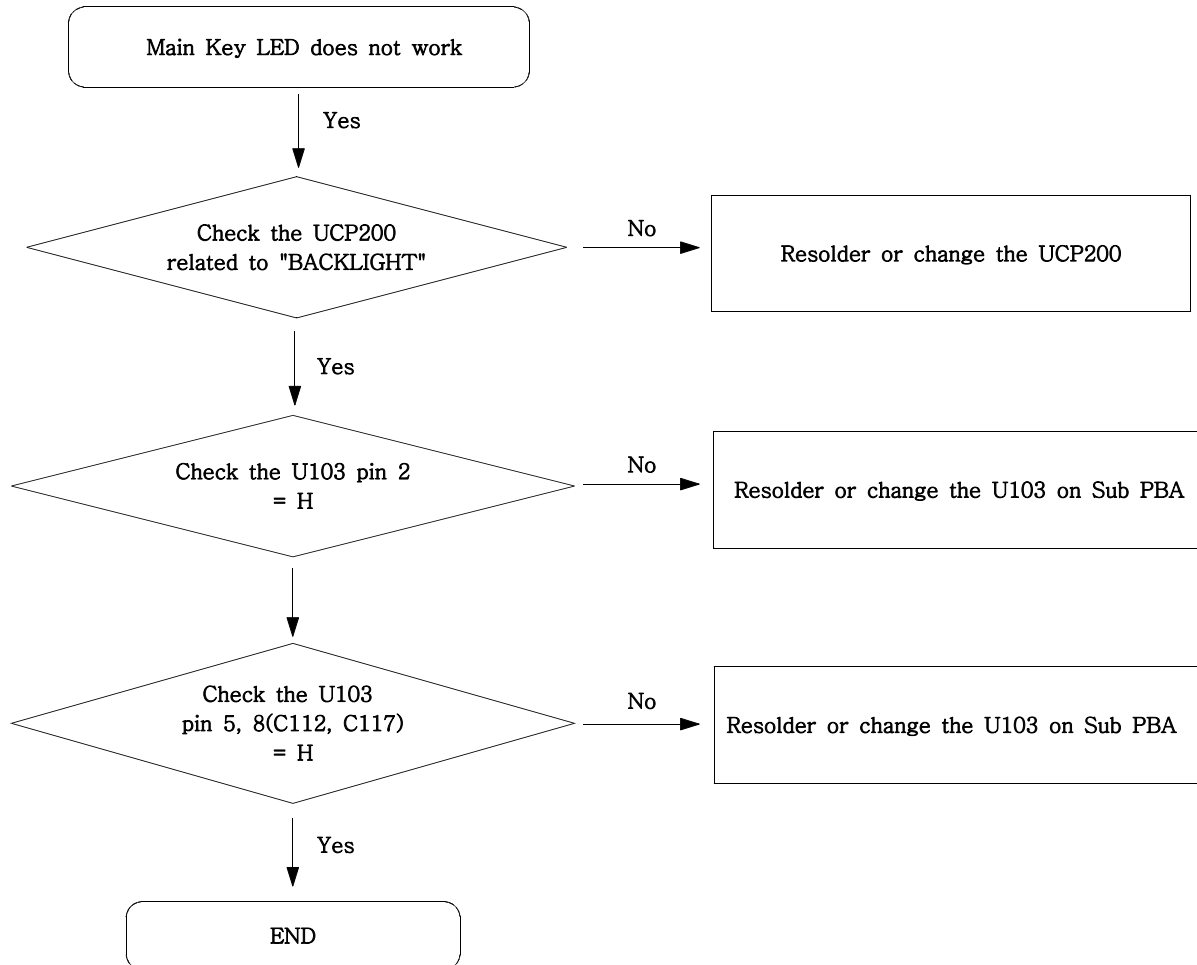 Main Key LED does not work
Yes
Check the UCP200
related to "BACKLIGHT"
No
Resolder or change the UCP200
Yes
Check the U103 pin 2
= H
No
Resolder or change the U103 on Sub PBA
Check the U103
pin 5, 8(C112, C117)
= H
No
Resolder or change the U103 on Sub PBA
Yes
END